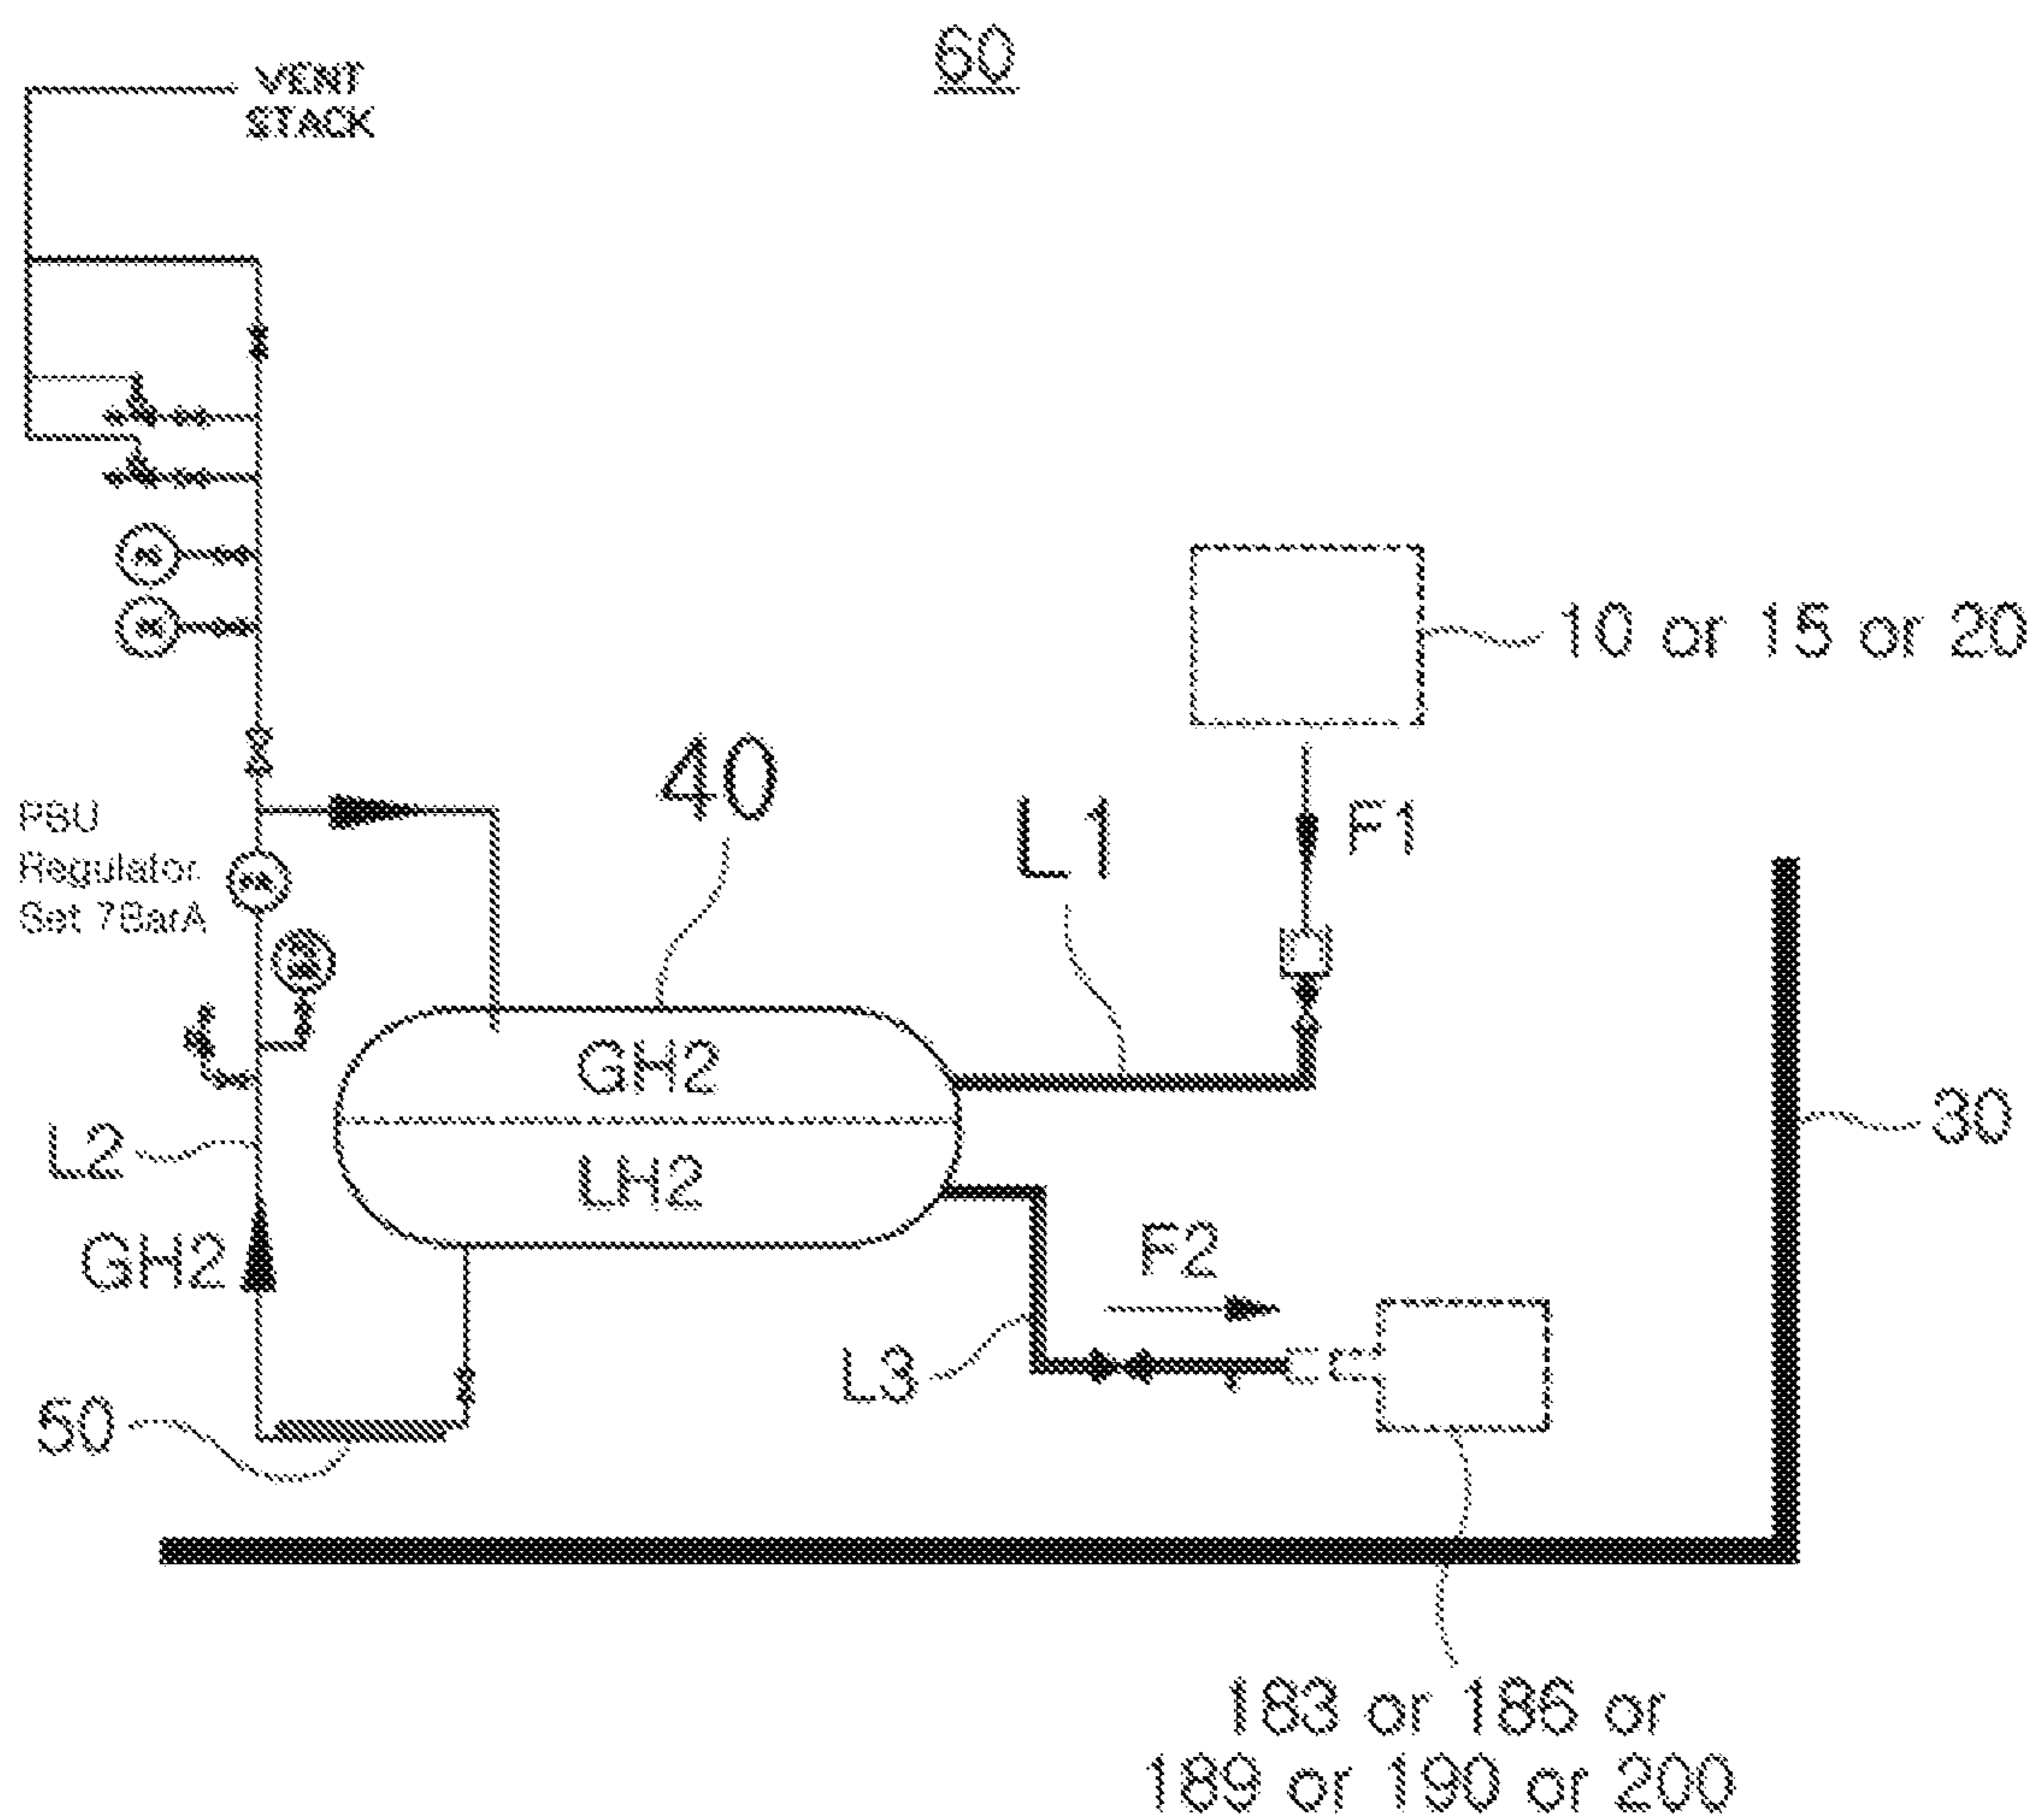 60
VENT
STACK
10 or 15 or 20
40
L1
F1
PBU
Regulator
Set 7BarA
GH2
LH2
30
L2
GH2
F2
L3
50
183 or 186 or
189 or 190 or 200